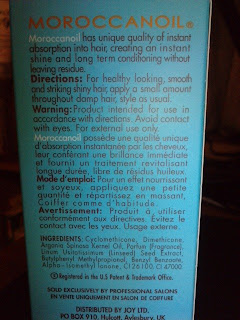 MOROCCANOIL®
Moroccanoil has unique quality of instant
absorption into hair, creating an instant
shine and long term conditioning without
leaving residue.
Directions: For healthy looking, smooth
and striking shiny hair, apply a small amount
throughout damp hair, style as usual.
Warning: Product intended for use in
accordance with directions. Avoid contact
with eyes. For external use only.
Moroccanoil possède une qualité unique
d'absorption instantanée par les cheveux,
leur conférant une brillance immédiate
et fournit un traitement revitalisant
longue durée, libre de résidus huileux.
Mode d'emploi: Pour un effet nourrissant
et soyeux, appliquez une petite
quantité et répartissez en massant,
Coiffer comme d'habitude.
Avertissement: Produit à utiliser
conformément aux directives. Evitez le
contact avec les yeux. Usage externe.
INGREDIENTS: Cyclomethicone, Dimethicone,
Argania Spinosa Kernel Oil, Parfum (Fragrance),
Linum Usitatissimum (Linseed) Seed Extract,
Butylphenyl Methylpropional, Benzyl Benzoate,
Alpha-Isomethyl Ionone, CI 26100, CI 47000.
® Registered in the U.S Patent & Trademark Office.
SOLD EXCLUSIVELY BY PROFESSIONAL SALONS
EN VENTE UNIQUEMENT EN SALON DE COIFFURE
DISTRIBUTED BY JOY LTD.
PO BOX 910, Hulcott, Aylesbury, UK